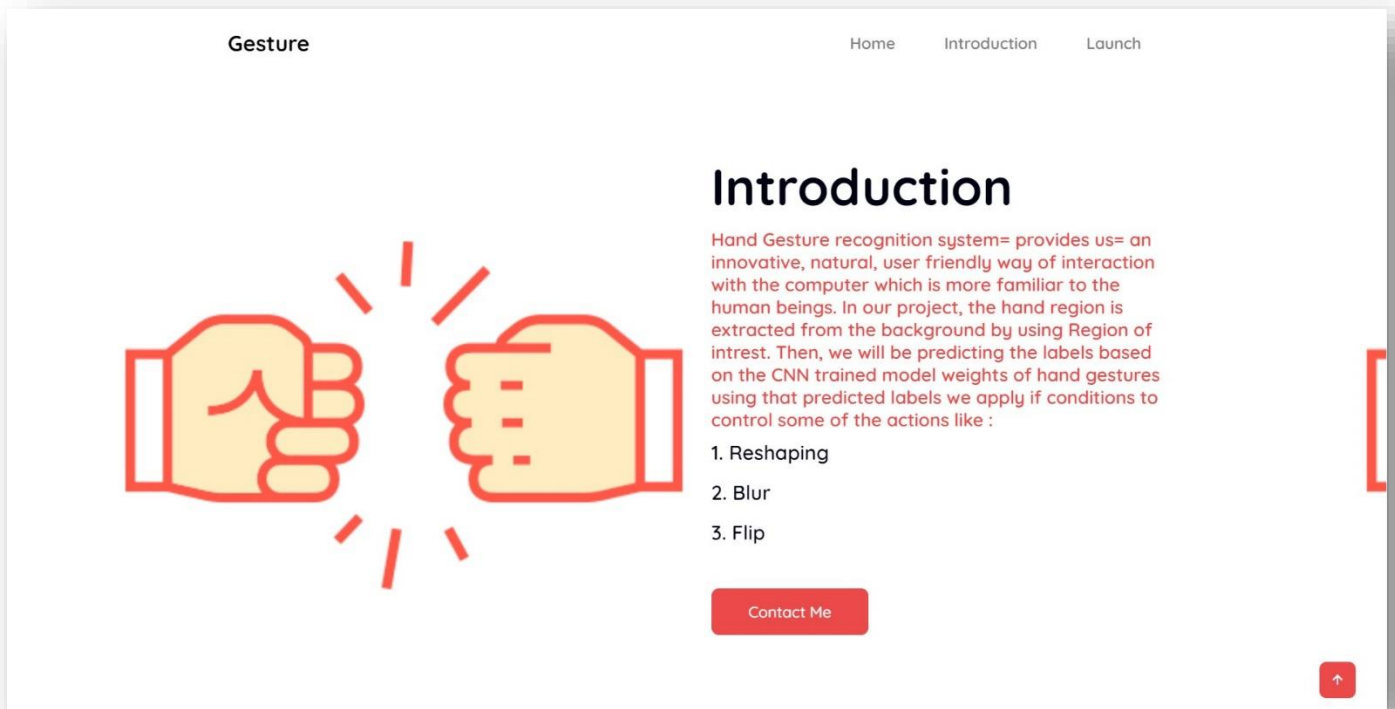 Gesture
Home Introduction Launch
Introduction
Hand Gesture recognition system= provides us= an
innovative, natural, user friendly way of interaction
with the computer which is more familiar to the
human beings. In our project, the hand region is
extracted from the background by using Region of
intrest. Then, we will be predicting the labels based
on the CNN trained model weights of hand gestures
using that predicted labels we apply if conditions to
control some of the actions like :
1. Reshaping
2. Blur
3. Flip
Contact Me